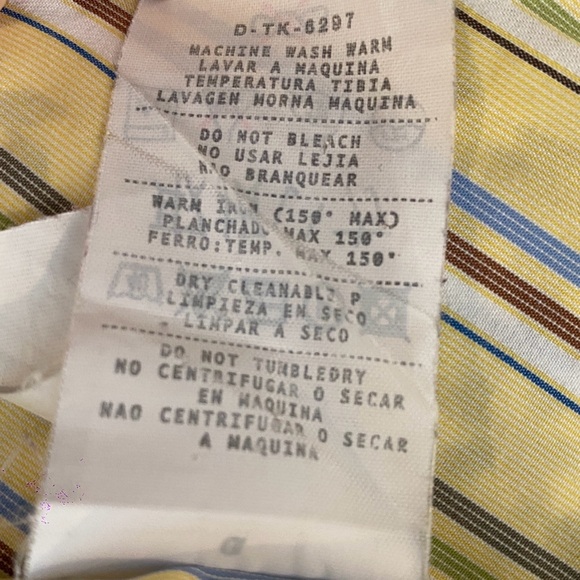 D-TK-6297
MACHINE WASH WARM
LAVAR A MAQUINA
TEMPERATURA TIBIA
LAVAGEN MORNA MAQUINA
DO NOT BLEACH
NO USAR LEJIA
NAO BRANQUEAR
WARM IRON (150° MAX)
PLANCHADO MAX 150°
FERRO:TEMP. MAX 150°
DRY CLEANABLE P
LIMPIEZA EN SECO
LIMPAR A SECO
DO NOT TUMBLEDRY
NO CENTRIFUGAR O SECAR
EN MAQUINA
NAO CENTRIFUGAR O SECAR
A MAQUINA